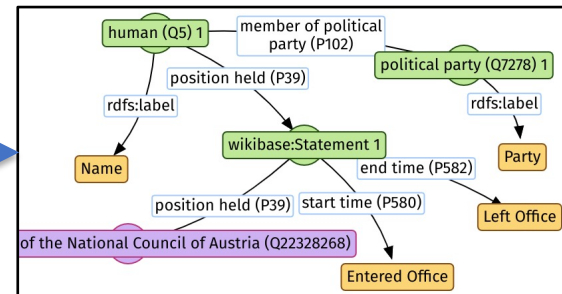 human (Q5) 1
member of political
party (P102)
political party (Q7278) 1
position held (P39)
rdfs:label
rdfs:label
Name
wikibase:Statement 1
Party
end time (P582)
position held (P39)
start time (P580)
Left Office
of the National Council of Austria (Q22328268)
Entered Office